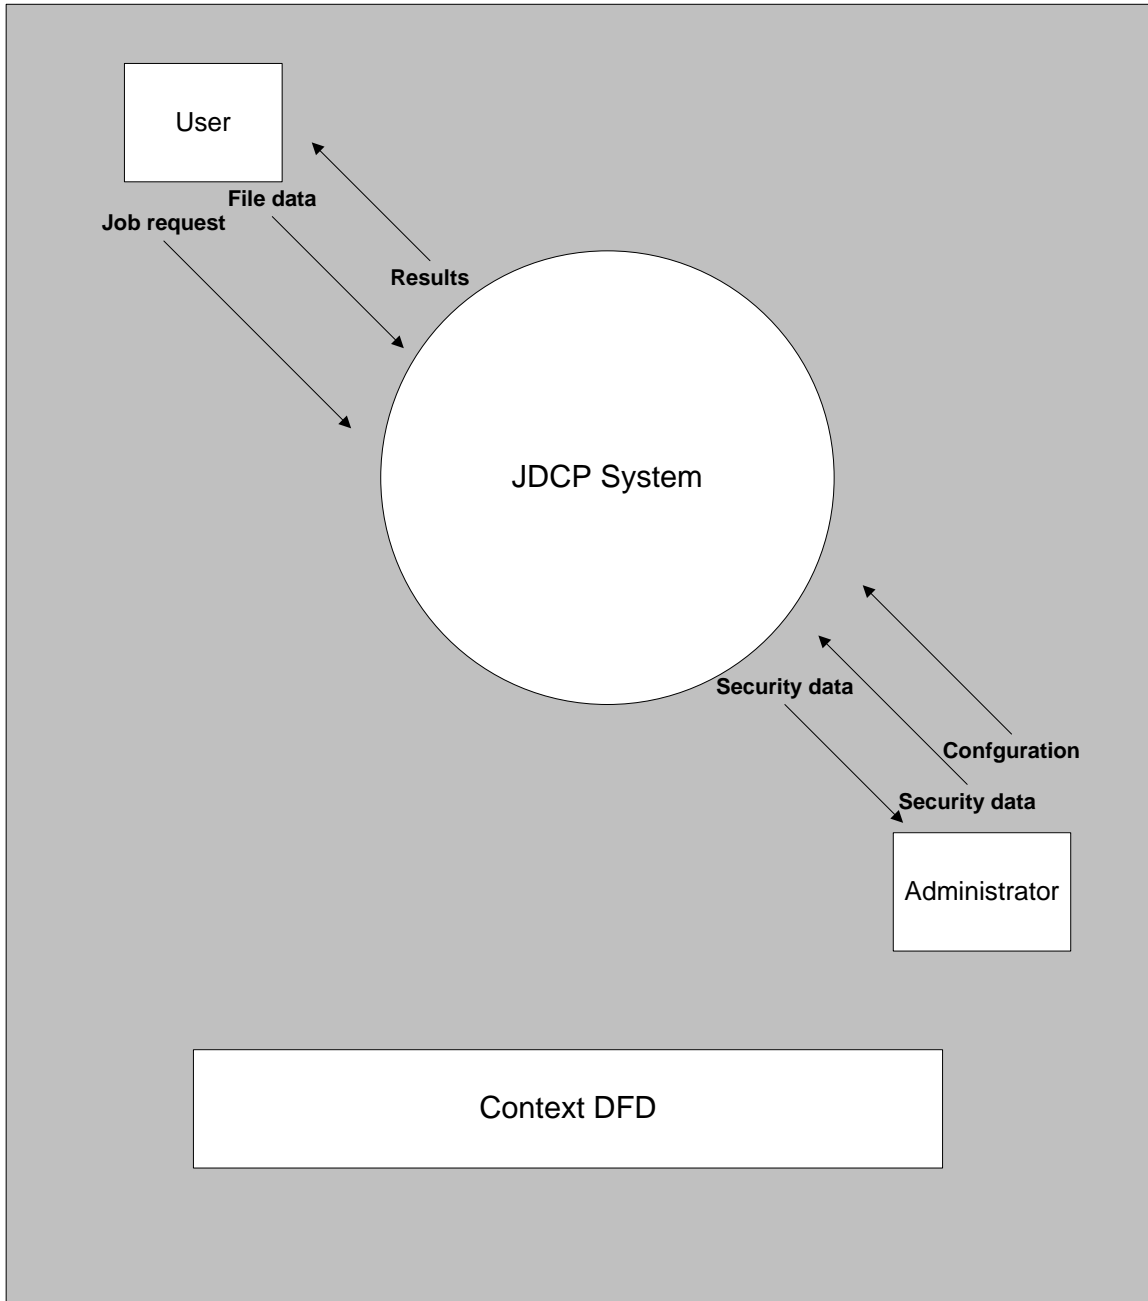 User
File data
Job request
Results
JDCP System
Security data
Confguration
Security data
Administrator
Context DFD